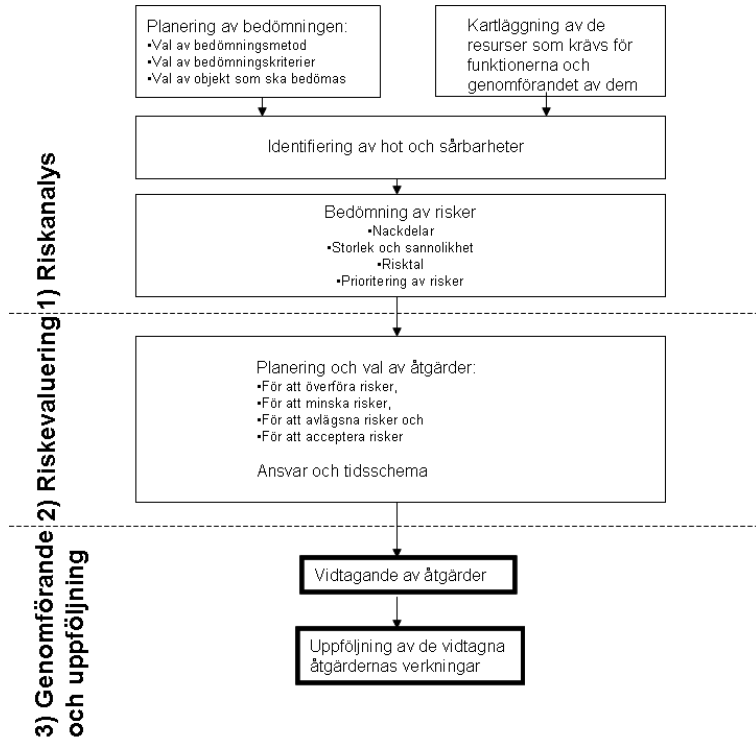 Planering av bedömningen:
▪Val av bedömningsmetod
▪Val av bedömningskriterier
▪Val av objekt som ska bedömas
Kartläggning av de
resurser som krävs för
funktionerna och
genomförandet av dem
Identifiering av hot och sårbarheter
Bedömning av risker
▪Nackdelar
▪Storlek och sannolikhet
▪Risktal
▪Prioritering av risker
1) Riskanalys
Planering och val av åtgärder:
▪För att överföra risker,
▪För att minska risker,
▪För att avlägsna risker och
▪För att acceptera risker
Ansvar och tidsschema
2) Riskevaluering
Vidtagande av åtgärder
Uppföljning av de vidtagna
åtgärdernas verkningar
3) Genomförande
och uppföljning